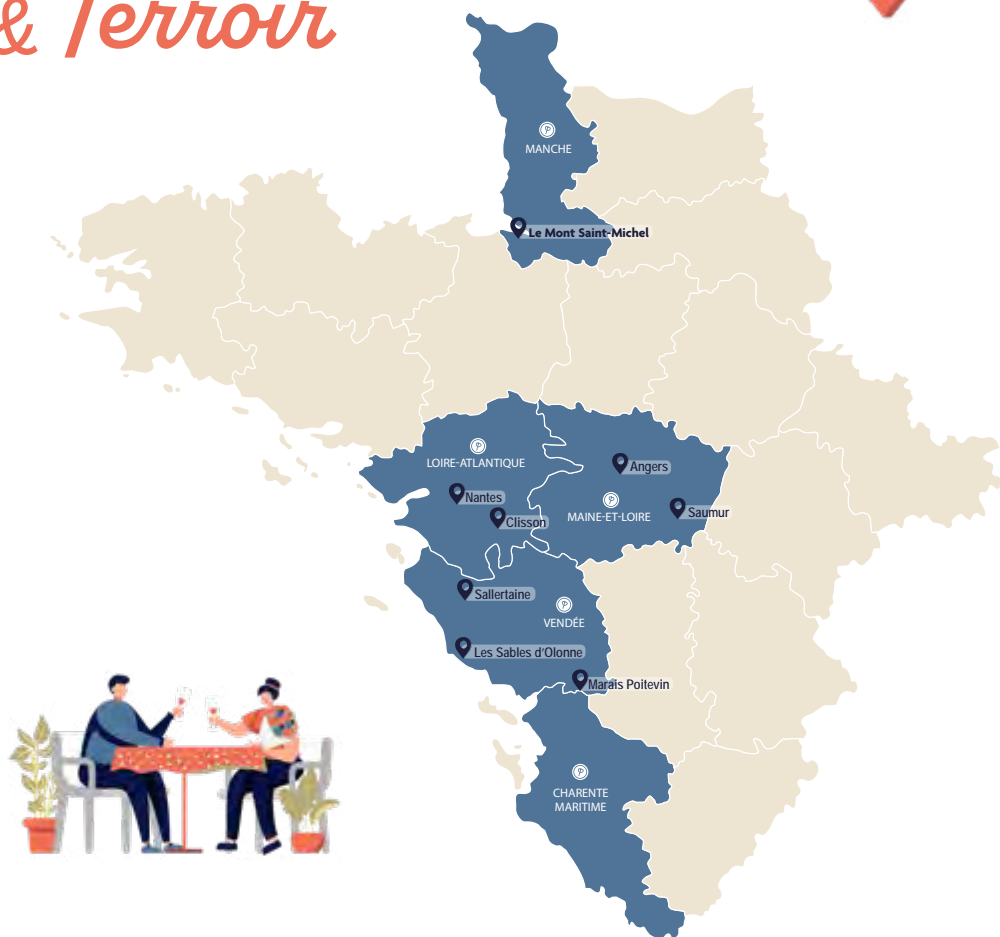 & Terroir
MANCHE
Le Mont Saint-Michel
LOIRE-ATLANTIQUE
Angers
Nantes
MAINE-ET-LOIRE
Saumur
Clisson
Sallertaine
VENDÉE
Les Sables d'Olonne
Marais Poitevin
CHARENTE
MARITIME